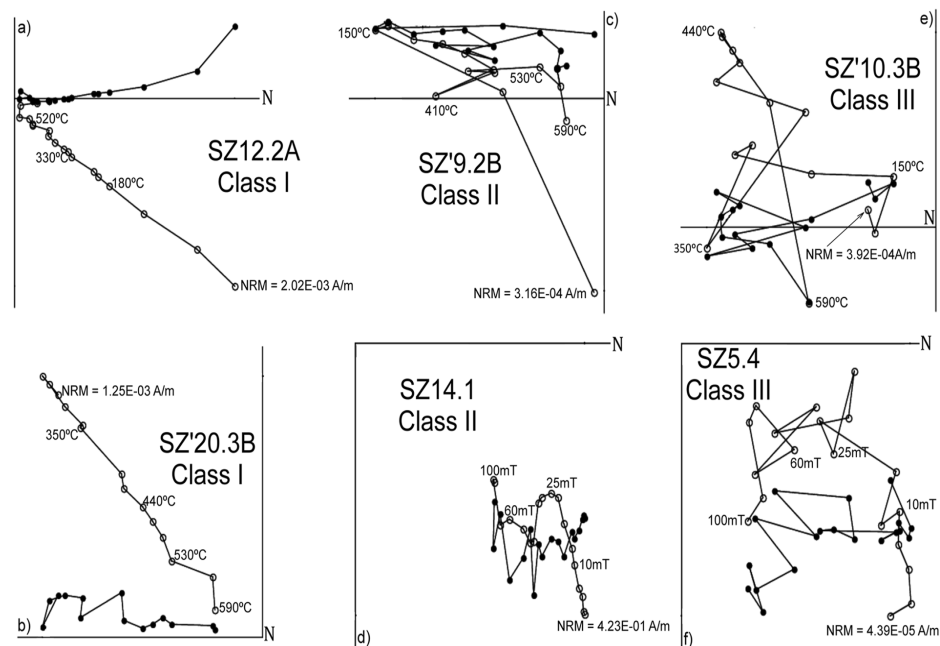 a)
N
520ºC
330ºC
180ºC
SZ12.2A
Class I
NRM = 2.02E-03 A/m
c)
150ºC
N
530ºC
410ºC
590ºC
SZ'9.2B
Class II
NRM = 3.16E-04 A/m
e)
440ºC
SZ'10.3B
Class III
150ºC
N
350ºC
NRM = 3.92E-04A/m
590ºC
NRM = 1.25E-03 A/m
350ºC
SZ'20.3B
Class I
440ºC
530ºC
590ºC
b)
N
N
SZ14.1
Class II
100mT
25mT
60mT
10mT
NRM = 4.23E-01 A/m
d)
N
SZ5.4
Class III
60mT
25mT
100mT
10mT
NRM = 4.39E-05 A/m
f)